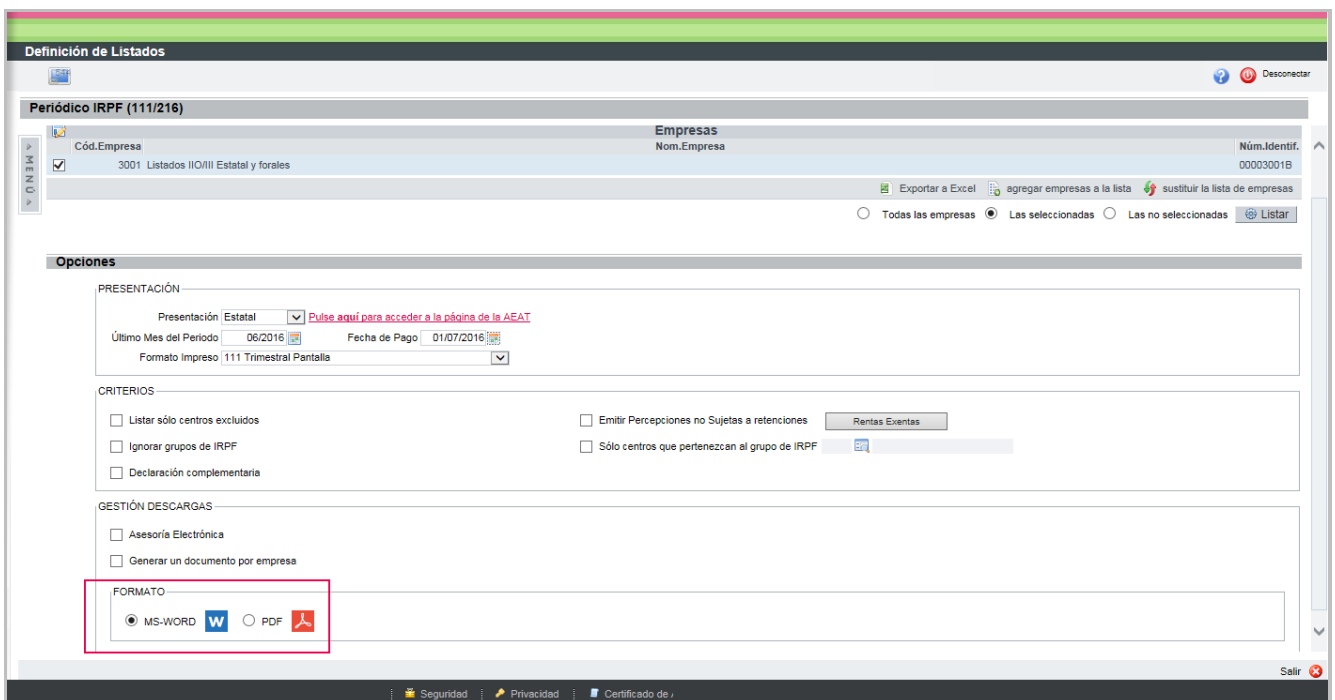 Definición de Listados
Desconectar
Periódico IRPF (111/216)
Empresas
Cód.Empresa Nom.Empresa Núm.Identif.
3001 Listados IIO/III Estatal y forales 00003001B
MENÚ
Exportar a Excel agregar empresas a la lista sustituir la lista de empresas
Todas las empresas Las seleccionadas Las no seleccionadas Listar
Opciones
PRESENTACIÓN
Presentación Estatal Pulse aquí para acceder a la página de la AEAT
Último Mes del Periodo 06/2016 Fecha de Pago 01/07/2016
Formato Impreso 111 Trimestral Pantalla
CRITERIOS
Listar sólo centros excluidos Emitir Percepciones no Sujetas a retenciones Rentas Exentas
Ignorar grupos de IRPF Sólo centros que pertenezcan al grupo de IRPF
Declaración complementaria
GESTIÓN DESCARGAS
Asesoría Electrónica
Generar un documento por empresa
FORMATO
MS-WORD W PDF
Salir
Seguridad Privacidad Certificado de